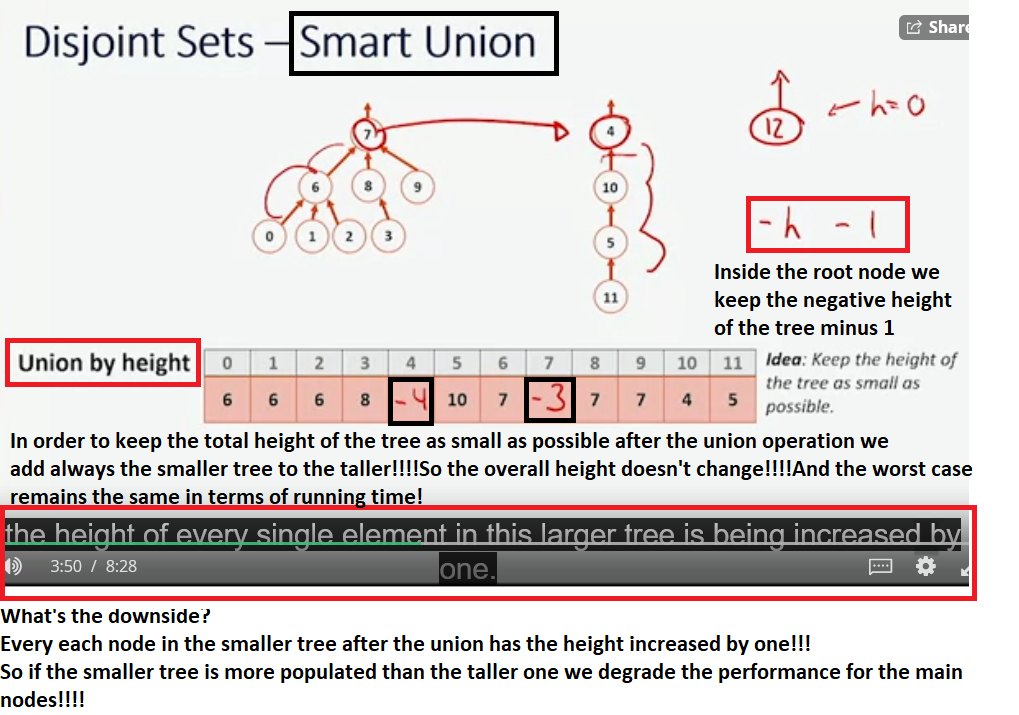 Disjoint Sets – Smart Union
Share
7
4
12
← h=0
6
8
9
10
0
1
2
3
5
11
-h -1
Inside the root node we
keep the negative height
of the tree minus 1
Union by height
0 1 2 3 4 5 6 7 8 9 10 11
6 6 6 8 -4 10 7 -3 7 7 4 5
Idea: Keep the height of
the tree as small as
possible.
In order to keep the total height of the tree as small as possible after the union operation we
add always the smaller tree to the taller!!!!So the overall height doesn't change!!!!And the worst case
remains the same in terms of running time!
the height of every single element in this larger tree is being increased by
one.
3:50 / 8:28
What's the downside?
Every each node in the smaller tree after the union has the height increased by one!!!
So if the smaller tree is more populated than the taller one we degrade the performance for the main
nodes!!!!